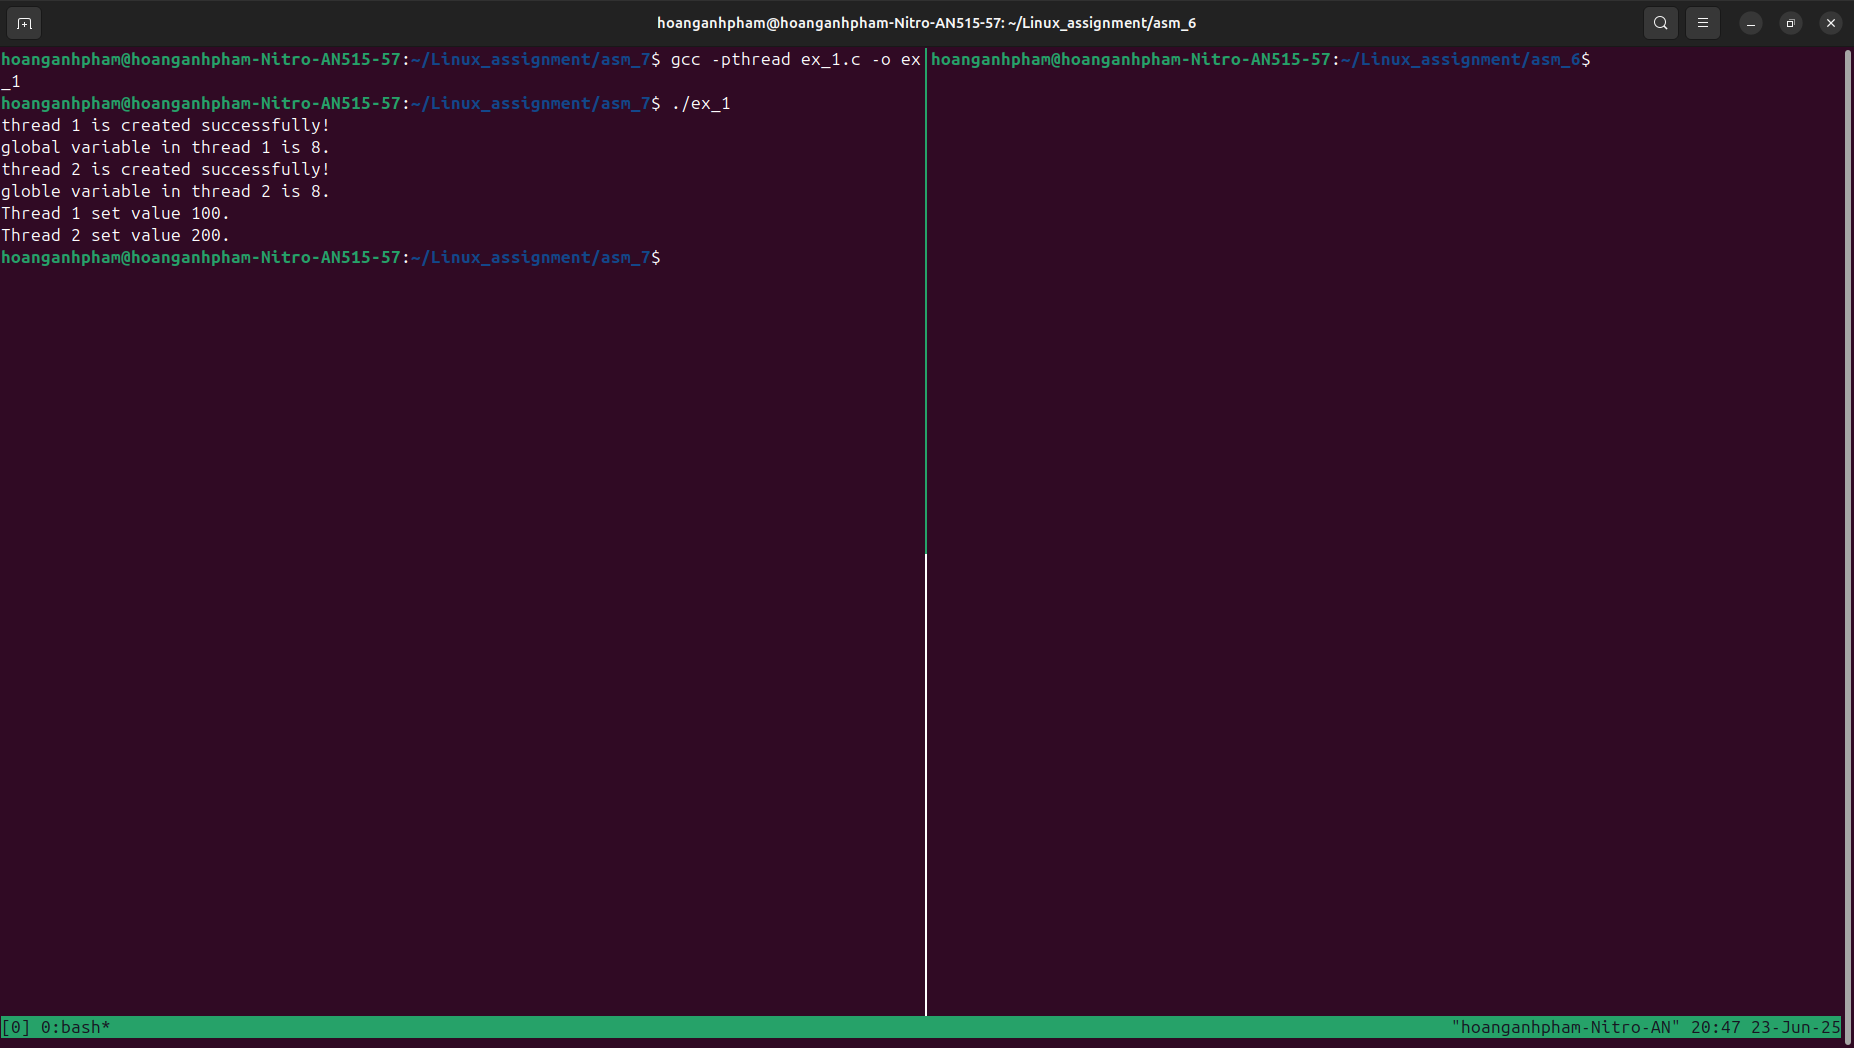 hoanganhpham@hoanganhpham-Nitro-AN515-57: ~/Linux_assignment/asm_6
hoanganhpham@hoanganhpham-Nitro-AN515-57:~/Linux_assignment/asm_7$ gcc -pthread ex_1.c -o ex
_1
hoanganhpham@hoanganhpham-Nitro-AN515-57:~/Linux_assignment/asm_7$ ./ex_1
thread 1 is created successfully!
global variable in thread 1 is 8.
thread 2 is created successfully!
globle variable in thread 2 is 8.
Thread 1 set value 100.
Thread 2 set value 200.
hoanganhpham@hoanganhpham-Nitro-AN515-57:~/Linux_assignment/asm_7$
hoanganhpham@hoanganhpham-Nitro-AN515-57:~/Linux_assignment/asm_6$
[0] 0:bash*
"hoanganhpham-Nitro-AN" 20:47 23-Jun-25